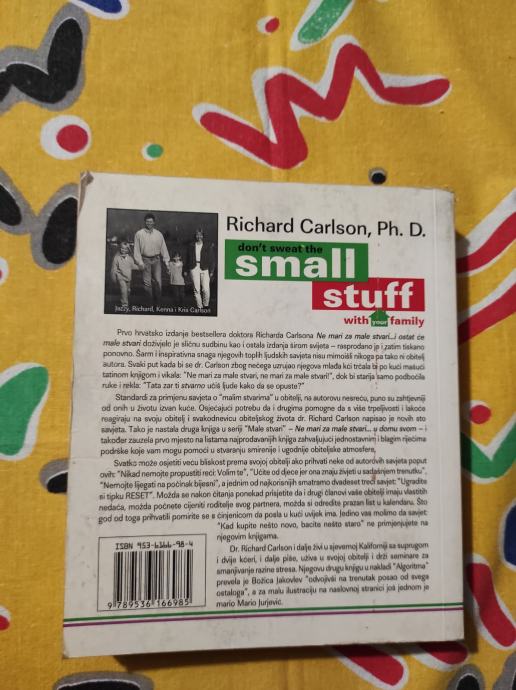 Richard Carlson, Ph. D.
don't sweat the
small
stuff
with your family
Jazzy, Richard, Kenna i Kris Carlson
Prvo hrvatsko izdanje bestsellera doktora Richarda Carlsona Ne mari za male stvari...i ostat će
male stvari doživjelo je sličnu sudbinu kao i ostala izdanja širom svijeta – rasprodano je i zatim tiskano
ponovno. Šarm i inspirativna snaga njegovih toplih ljudskih savjeta nisu mimoišli nikoga pa tako ni obitelj
autora. Svaki put kada bi se dr. Carlson zbog nečega uzrujao njegova mlađa kći trčala bi po kući mašući
tatinom knjigom i vikala: "Ne mari za male stvari, ne mari za male stvari!", dok bi starija samo podbočila
ruke i rekla: "Tata zar ti stvarno učiš ljude kako da se opuste?"
Standardi za primjenu savjeta o "malim stvarima" u obitelji, na autorovu nesreću, puno su zahtjevniji
od onih u životu izvan kuće. Osjećajući potrebu da i drugima pomogne da s više trpeljivosti i lakoće
reagiraju na svoju obitelj i svakodnevicu obiteljskog života dr. Richard Carlson napisao je novih sto
savjeta. Tako je nastala druga knjiga u seriji "Male stvari" – Ne mari za male stvari... u domu svom – i
također zauzela prvo mjesto na listama najprodavanijih knjiga zahvaljujući jednostavnim i blagim riječima
podrške koje vam mogu pomoći u stvaranju smirenije i ugodnije obiteljske atmosfere,
Svatko može osjetiti veću bliskost prema svojoj obitelji ako prihvati neke od autorovih savjeta poput
ovih: "Nikad nemojte propustiti reći: Volim te", "Učite od djece jer ona znaju živjeti u sadašnjem trenutku",
"Nemojte lijegati na počinak bijesni", a jednim od najkorisnijih smatramo dvadeset treći savjet: "Ugradite
si tipku RESET". Možda se nakon čitanja ponekad prisjetite da i drugi članovi vaše obitelji imaju vlastitih
nedaća, možda počnete cijeniti roditelje svog partnera, možda si odredite prazan list u kalendaru. Što
god od toga prihvatili pomirite se s činjenicom da posla u kući uvijek ima. Jedino vas molimo da savjet:
"Kad kupite nešto novo, bacite nešto staro" ne primjenjujete na
njegovim knjigama.
Dr. Richard Carlson i dalje živi u sjevernoj Kaliforniji sa suprugom
i dvije kćeri, i dalje piše, uživa u svojoj obitelji i drži seminare za
smanjivanje razine stresa. Njegovu drugu knjigu u nakladi "Algoritma"
prevela je Božica Jakovlev "odvojivši na trenutak posao od svega
ostaloga", a za malu ilustraciju na naslovnoj stranici još jednom je
mario Mario Jurjević.
ISBN 953-6166-98-4
9 789536 166985